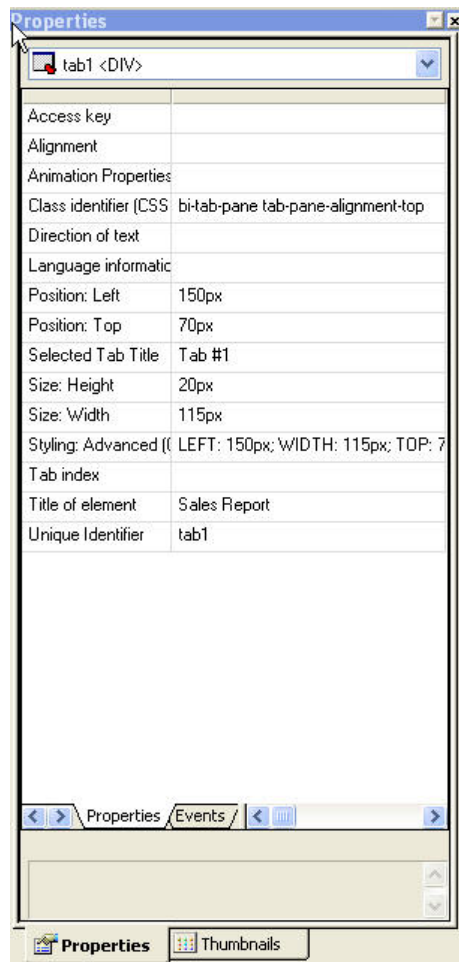 Properties
tab1 <DIV>
Access key
Alignment
Animation Properties
Class identifier (CSS bi-tab-pane tab-pane-alignment-top
Direction of text
Language informatic
Position: Left 150px
Position: Top 70px
Selected Tab Title Tab #1
Size: Height 20px
Size: Width 115px
Styling: Advanced (( LEFT: 150px; WIDTH: 115px; TOP: 7
Tab index
Title of element Sales Report
Unique Identifier tab1
Properties Events
Properties Thumbnails